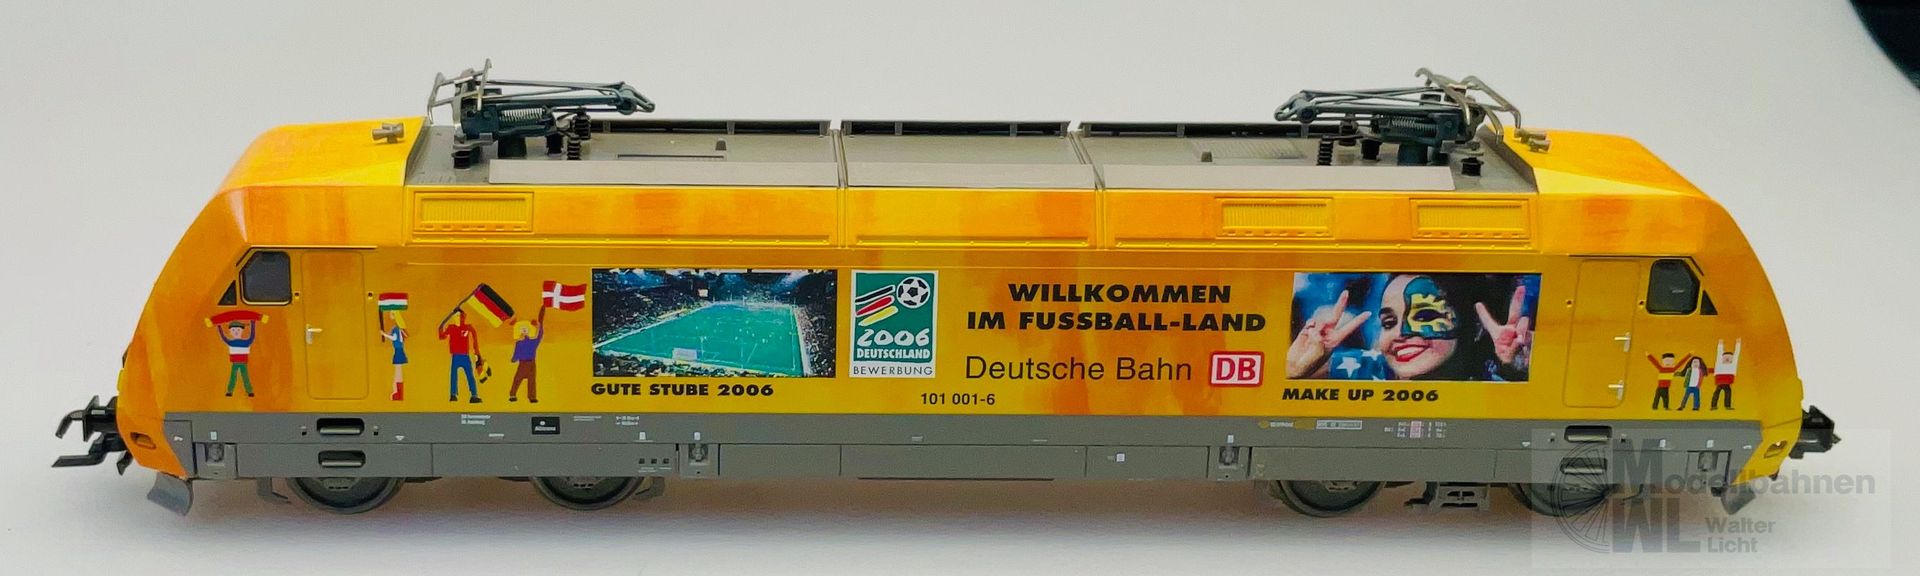 GUTE STUBE 2006
2006
DEUTSCHLAND
BEWERBUNG
WILLKOMMEN
IM FUSSBALL-LAND
Deutsche Bahn DB
101 001-6
MAKE UP 2006
Modellbahnen
WL Walter
Licht